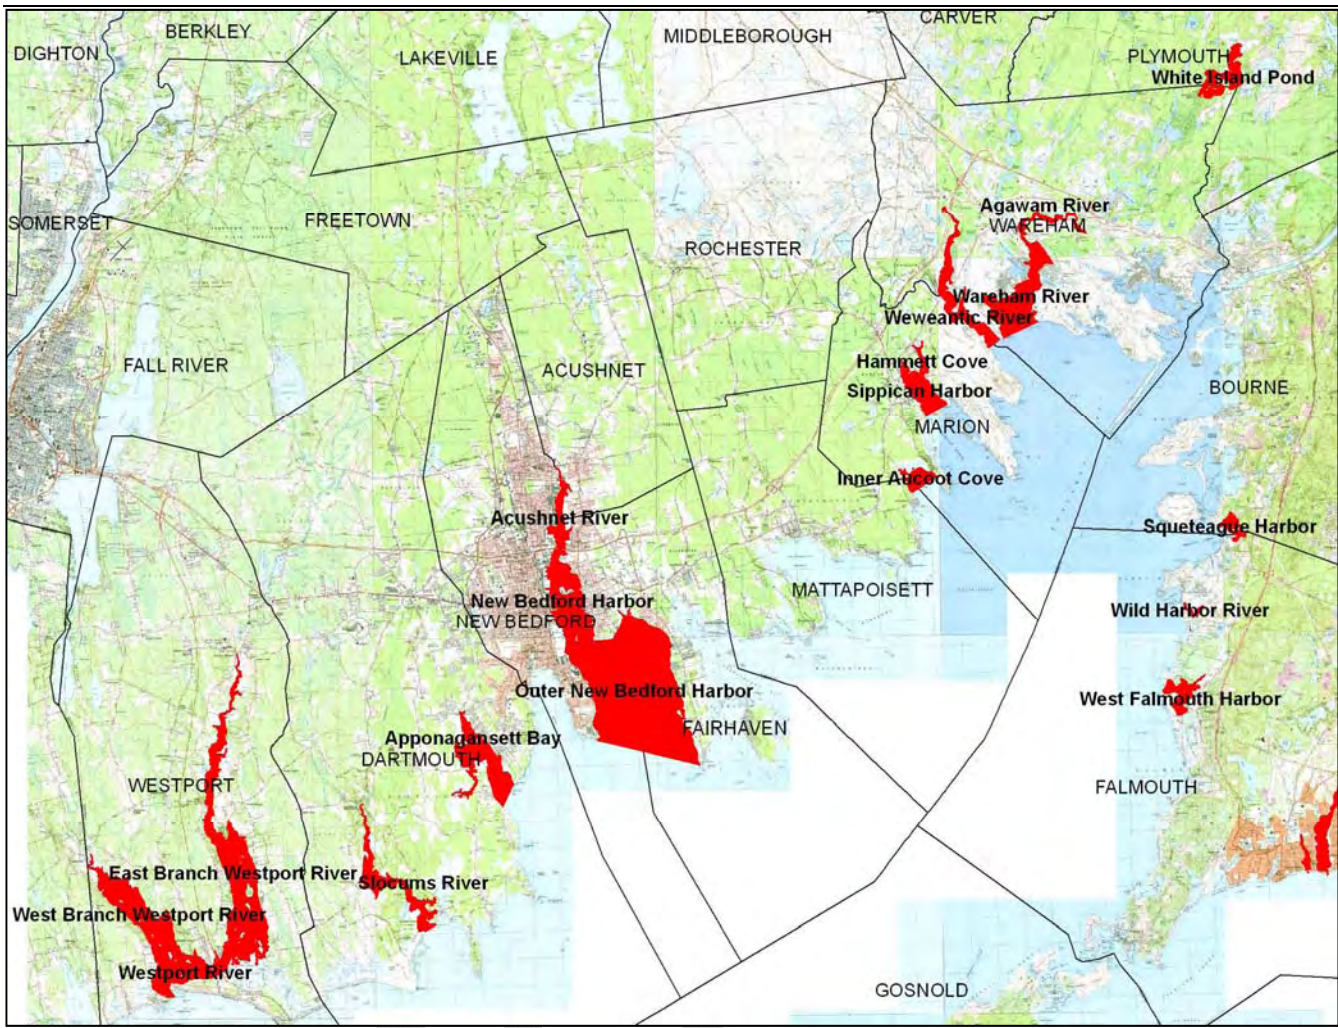 CARVER
BERKLEY
MIDDLEBOROUGH
DIGHTON
LAKEVILLE
PLYMOUTH
White Island Pond
Agawam River
SOMERSET
FREETOWN
WAREHAM
ROCHESTER
Wareham River
Weweantic River
Hammett Cove
FALL RIVER
ACUSHNET
BOURNE
Sippican Harbor
MARION
Inner Aucoot Cove
Acushnet River
Squeteague Harbor
MATTAPOISETT
New Bedford Harbor
Wild Harbor River
NEW BEDFORD
Outer New Bedford Harbor
West Falmouth Harbor
FAIRHAVEN
Apponagansett Bay
DARTMOUTH
WESTPORT
FALMOUTH
East Branch Westport River
Slocums River
West Branch Westport River
Westport River
GOSNOLD